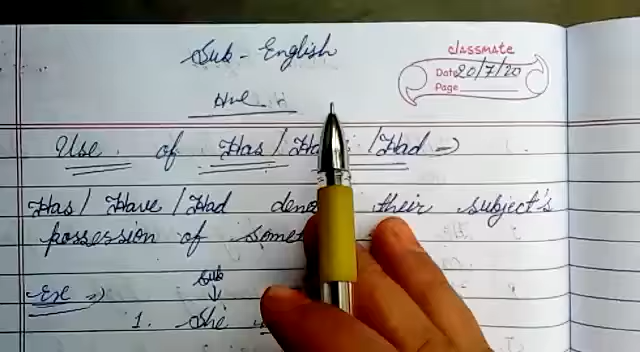 Sub - English
classmate
Date 20/7/20
Page
Use of Has / / Had
Has / Have / Had their subject's
possession of
Ex
Sub
1. She